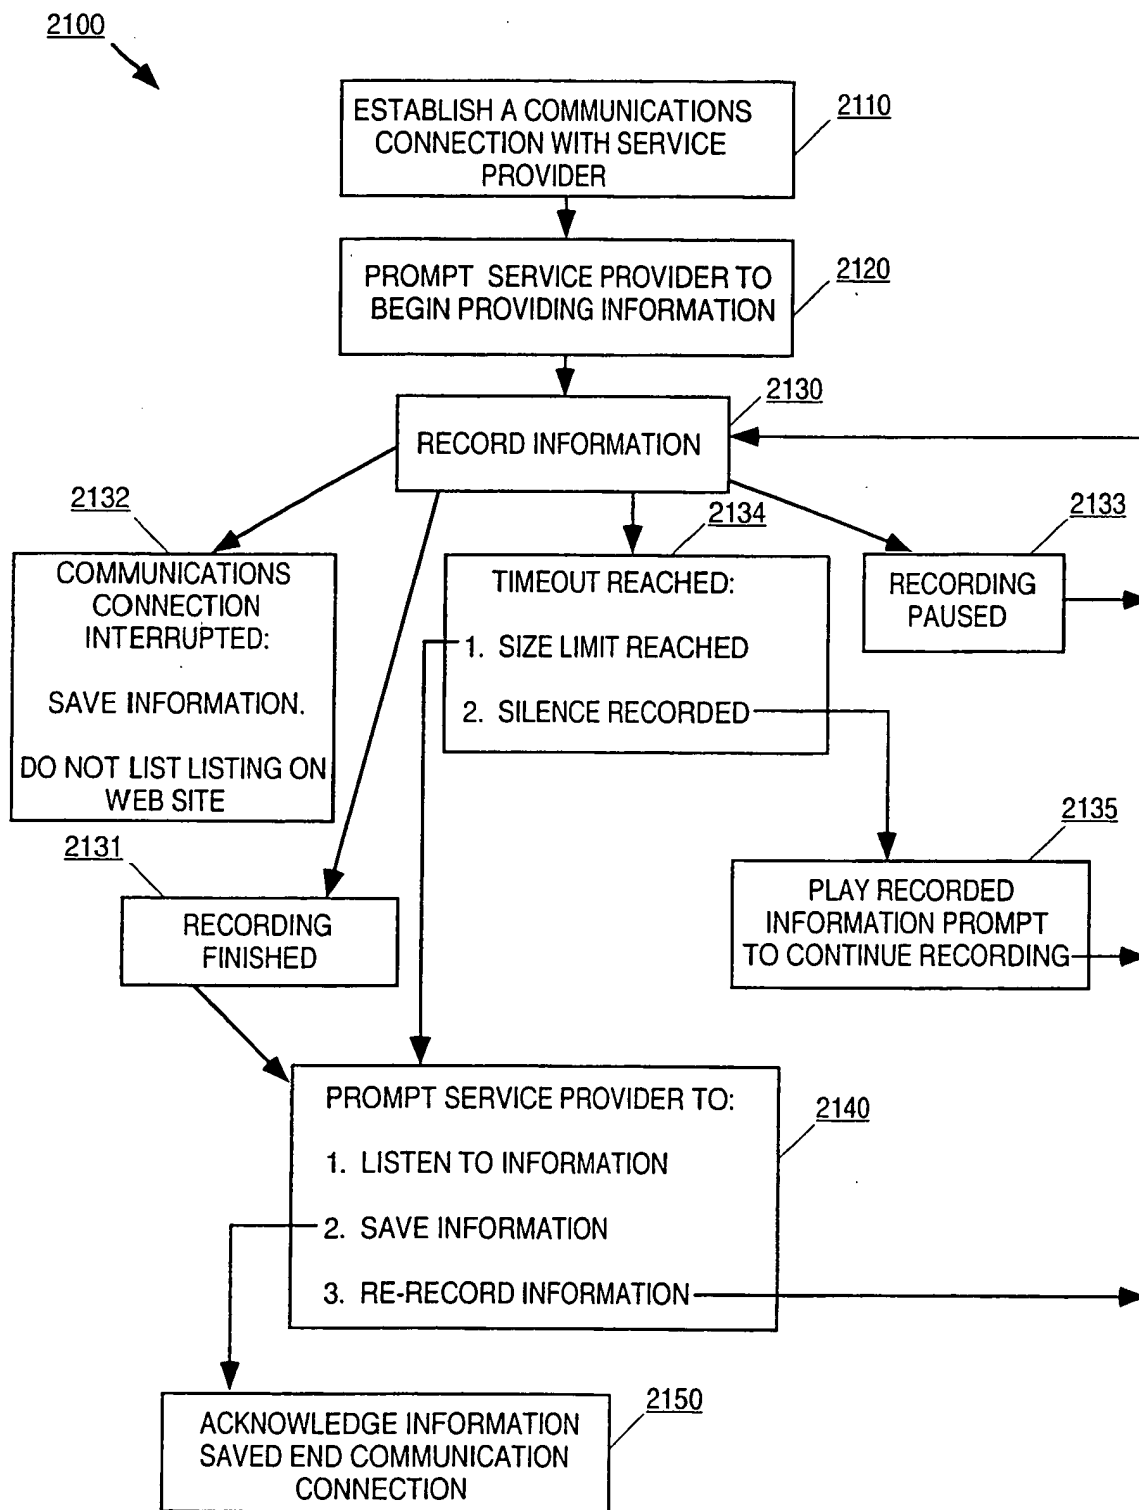 2100
ESTABLISH A COMMUNICATIONS
CONNECTION WITH SERVICE
PROVIDER
2110
PROMPT SERVICE PROVIDER TO
BEGIN PROVIDING INFORMATION
2120
RECORD INFORMATION
2130
2132
COMMUNICATIONS
CONNECTION
INTERRUPTED:
SAVE INFORMATION.
DO NOT LIST LISTING ON
WEB SITE
2134
TIMEOUT REACHED:
1. SIZE LIMIT REACHED
2. SILENCE RECORDED
2133
RECORDING
PAUSED
2135
PLAY RECORDED
INFORMATION PROMPT
TO CONTINUE RECORDING
2131
RECORDING
FINISHED
PROMPT SERVICE PROVIDER TO:
1. LISTEN TO INFORMATION
2. SAVE INFORMATION
3. RE-RECORD INFORMATION
2140
ACKNOWLEDGE INFORMATION
SAVED END COMMUNICATION
CONNECTION
2150